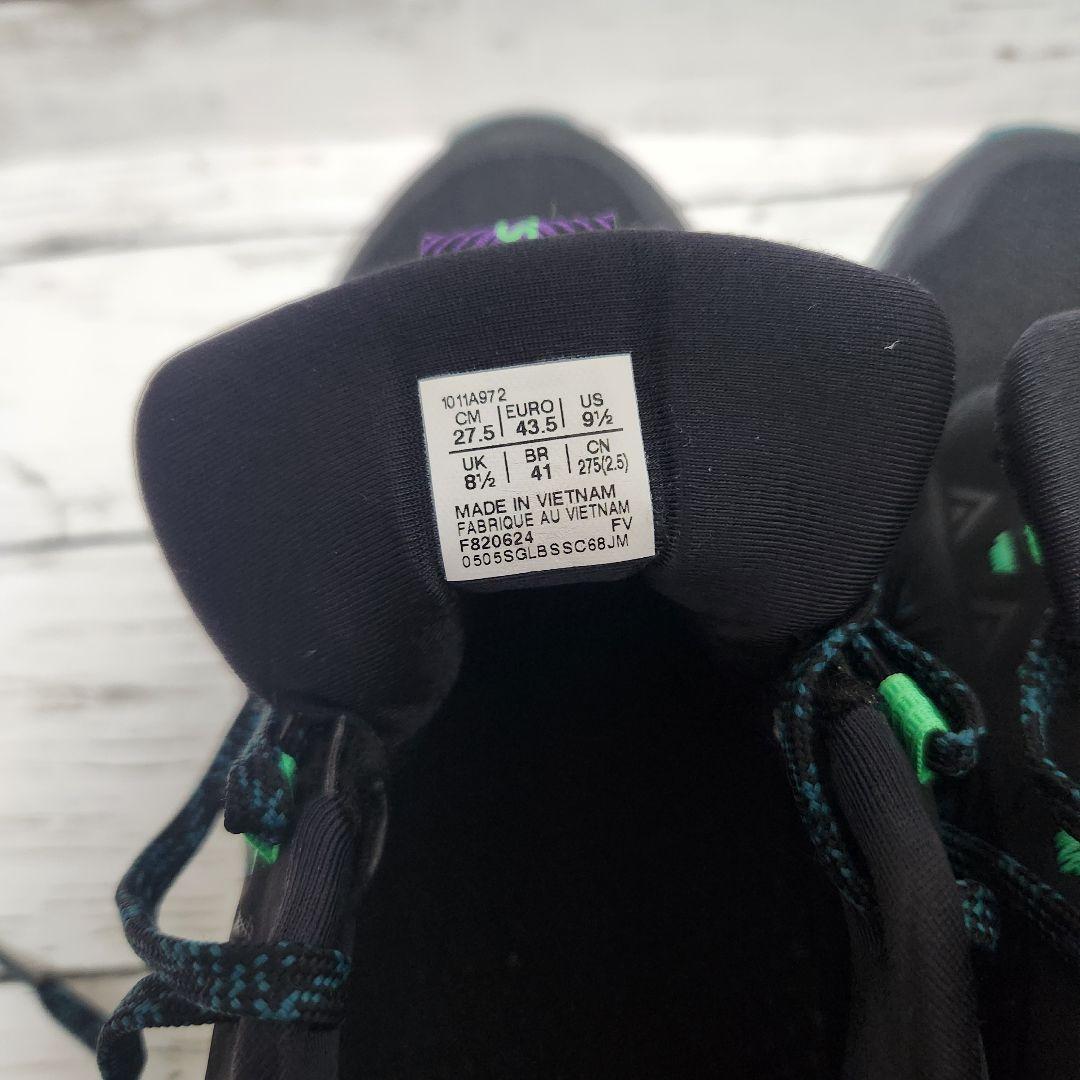 1011A972
CM | EURO | US
27.5 | 43.5 | 9½
UK | BR | CN
8½ | 41 | 275(2.5)
MADE IN VIETNAM
FABRIQUE AU VIETNAM
F820624 FV
0505SGLBSSC68JM